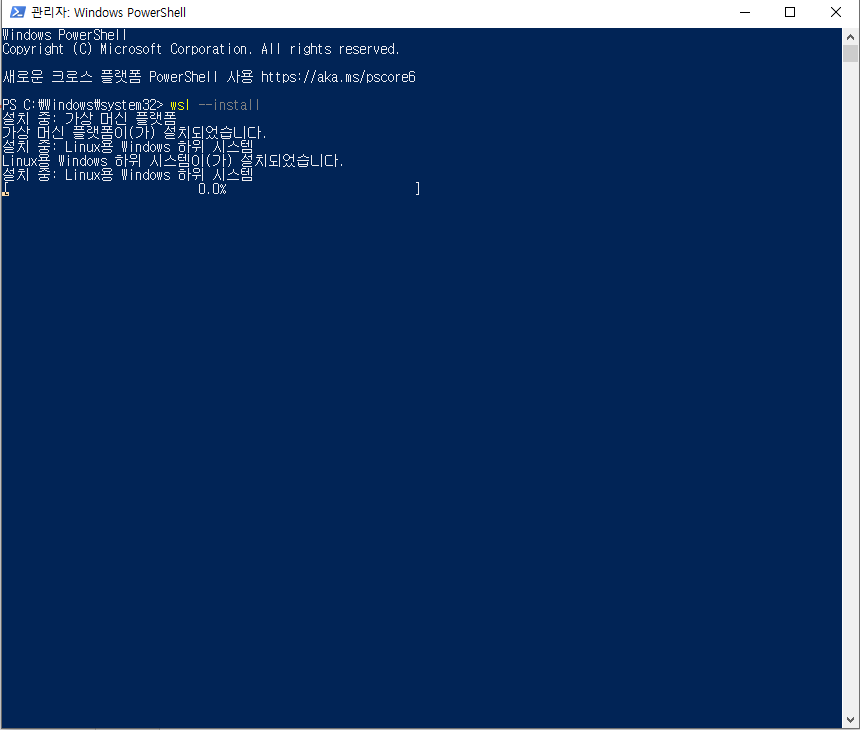 관리자: Windows PowerShell
Windows PowerShell
Copyright (C) Microsoft Corporation. All rights reserved.
새로운 크로스 플랫폼 PowerShell 사용 https://aka.ms/pscore6
PS C:₩Windows₩system32> wsl --install
설치 중: 가상 머신 플랫폼
가상 머신 플랫폼이(가) 설치되었습니다.
설치 중: Linux용 Windows 하위 시스템
Linux용 Windows 하위 시스템이(가) 설치되었습니다.
설치 중: Linux용 Windows 하위 시스템
[ 0.0% ]